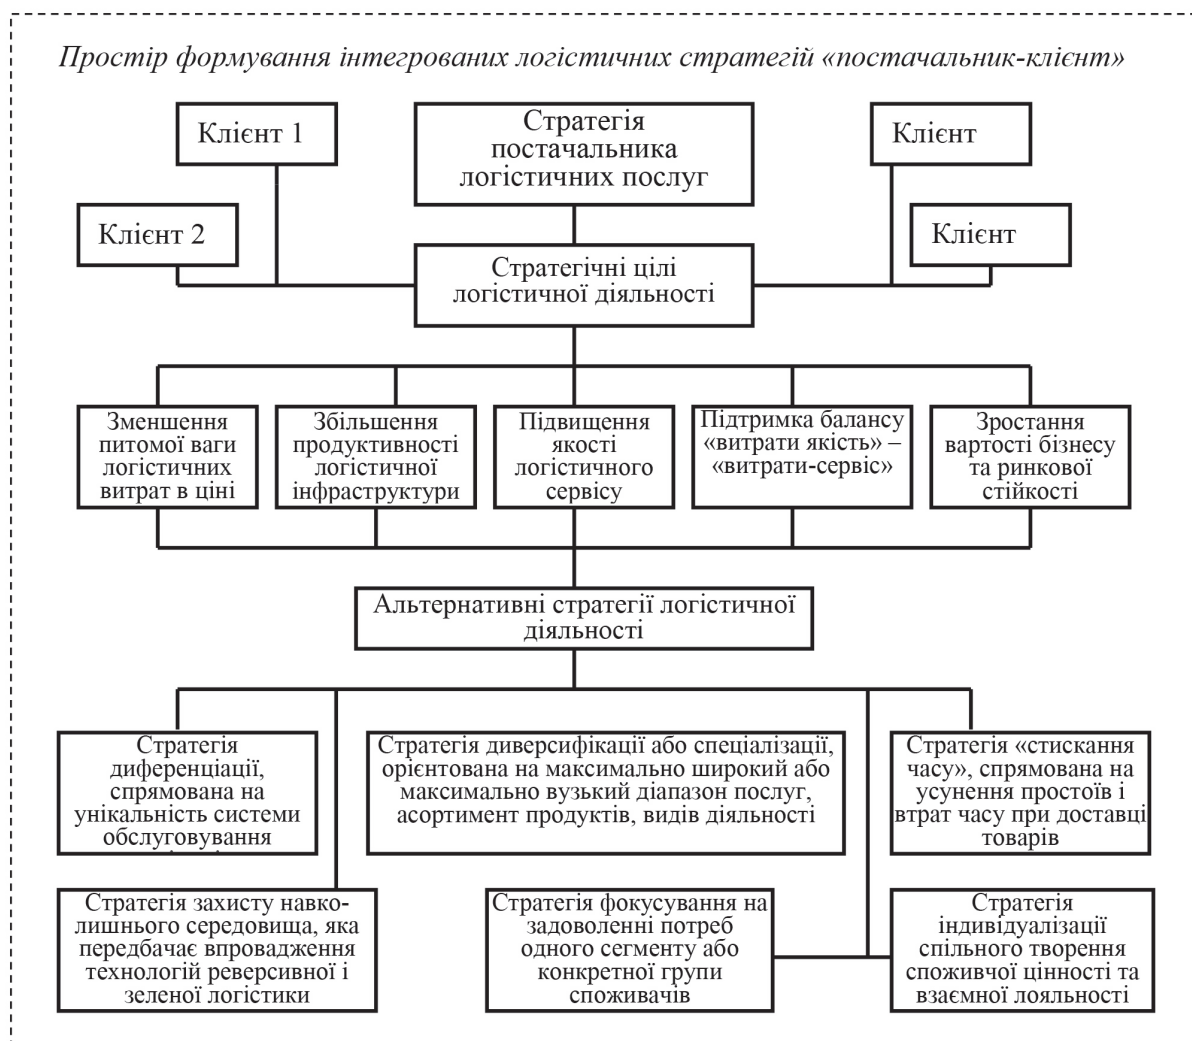 Простір формування інтегрованих логістичних стратегій «постачальник-клієнт»
Клієнт 1
Стратегія
постачальника
логістичних послуг
Клієнт
Клієнт 2
Клієнт
Стратегічні цілі
логістичної діяльності
Зменшення
питомої ваги
логістичних
витрат в ціні
Збільшення
продуктивності
логістичної
інфраструктури
Підвищення
якості
логістичного
сервісу
Підтримка балансу
«витрати якість» –
«витрати-сервіс»
Зростання
вартості бізнесу
та ринкової
стійкості
Альтернативні стратегії логістичної
діяльності
Стратегія
диференціації,
спрямована на
унікальність системи
обслуговування
Стратегія диверсифікації або спеціалізації,
орієнтована на максимально широкий або
максимально вузький діапазон послуг,
асортимент продуктів, видів діяльності
Стратегія «стискання
часу», спрямована на
усунення простоїв і
втрат часу при доставці
товарів
Стратегія захисту навко-
лишнього середовища, яка
передбачає впровадження
технологій реверсивної і
зеленої логістики
Стратегія фокусування на
задоволенні потреб
одного сегменту або
конкретної групи
споживачів
Стратегія
індивідуалізації
спільного творення
споживчої цінності та
взаємної лояльності